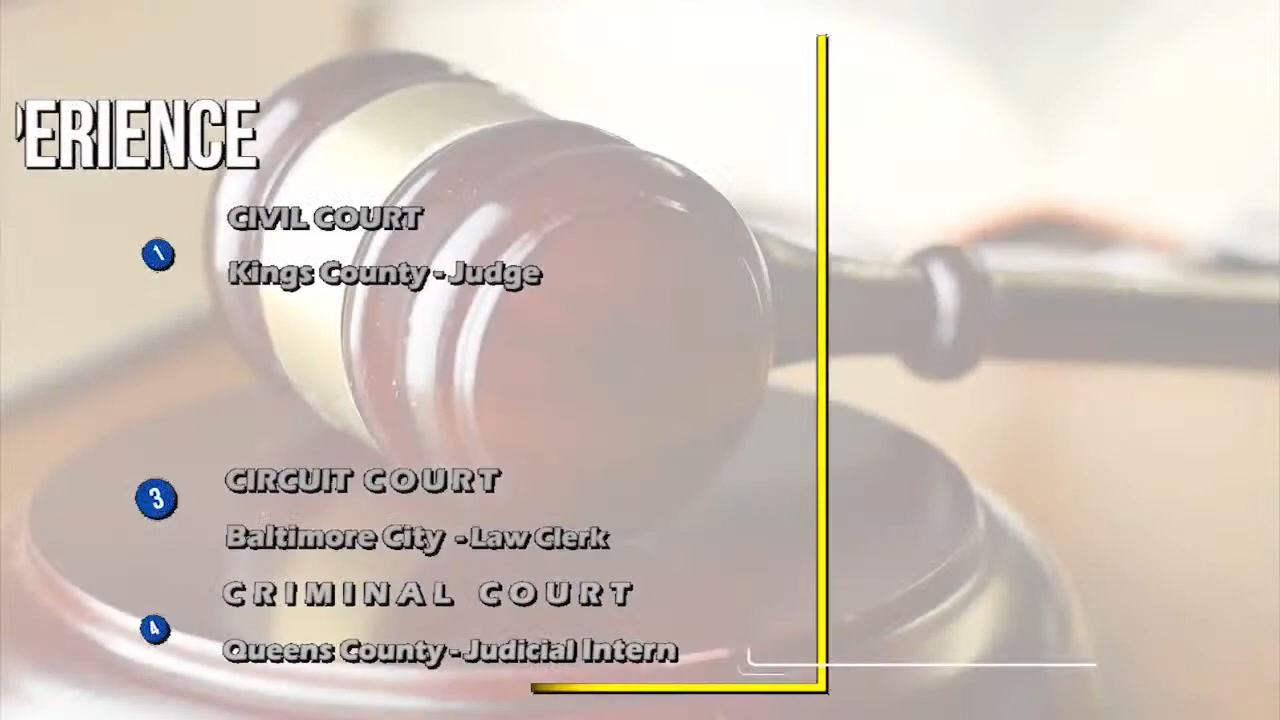 PERIENCE
CIVIL COURT
1
Kings County - Judge
CIRCUIT COURT
3
Baltimore City - Law Clerk
CRIMINAL COURT
4
Queens County - Judicial Intern